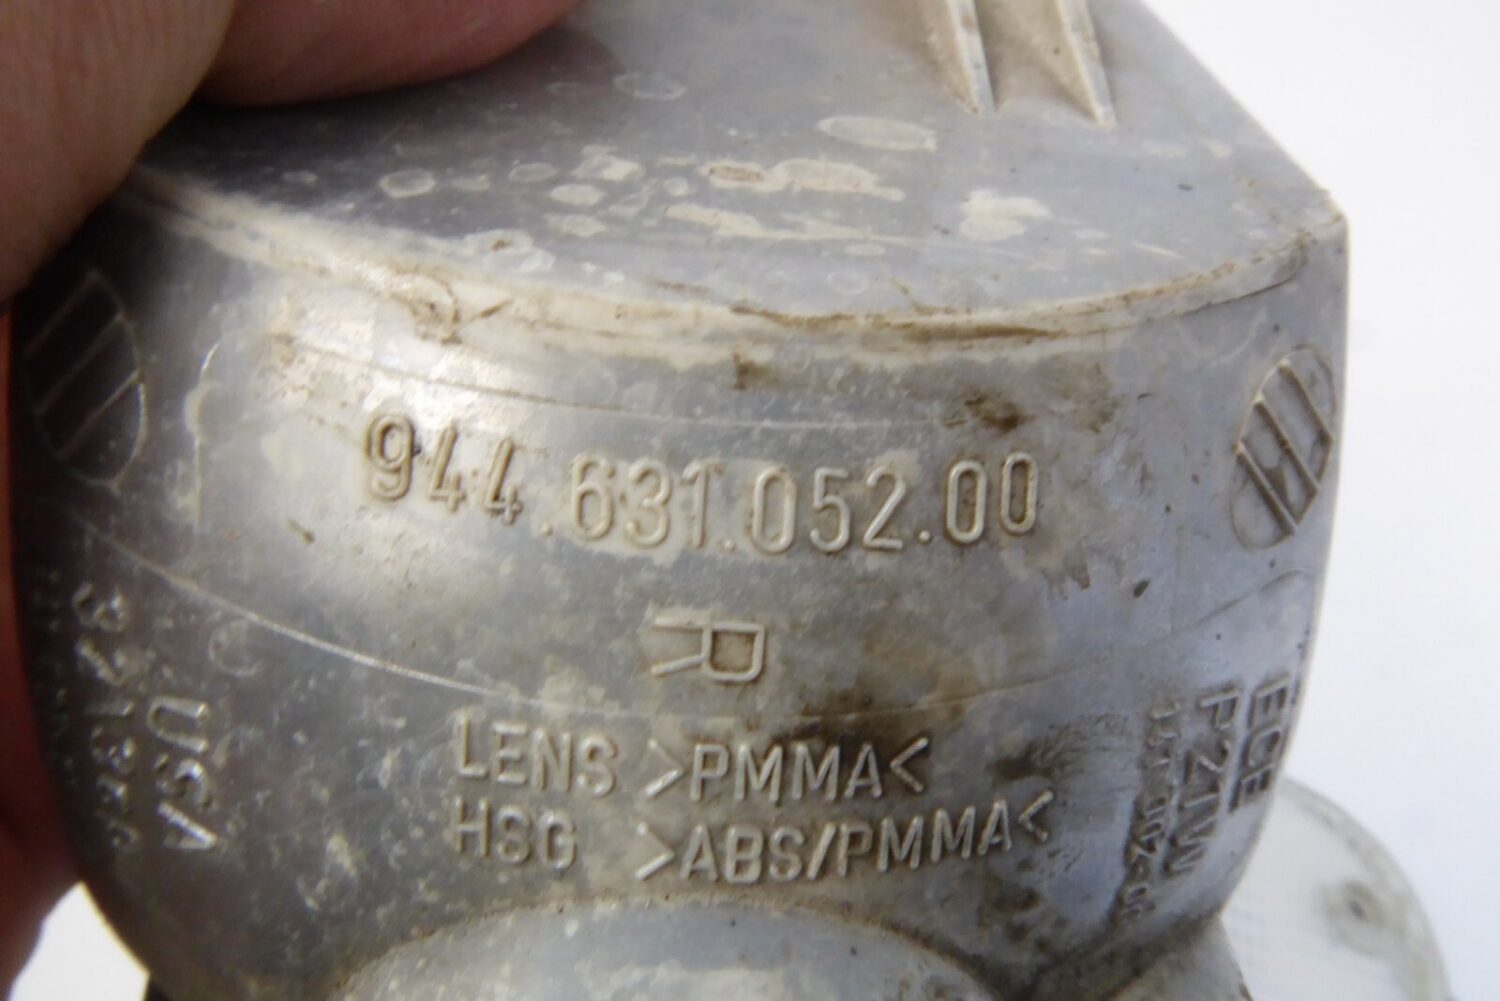 944.631.052.00
R
LENS >PMMA<
HSG >ABS/PMMA<
USA
ECE
P21W